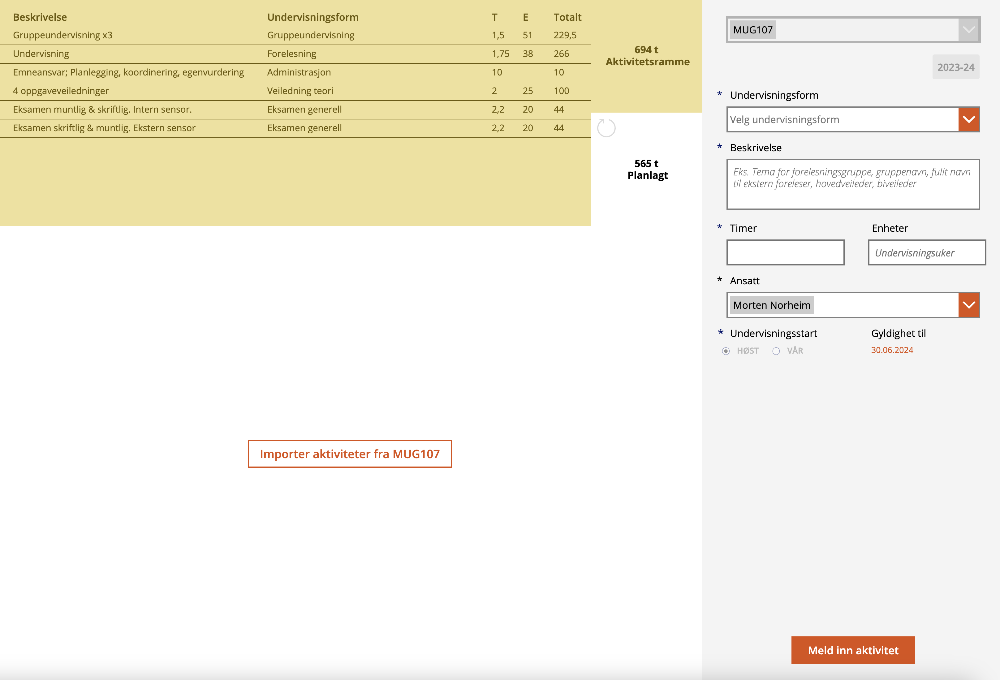 Beskrivelse Undervisningsform T E Totalt
Gruppeundervisning x3 Gruppeundervisning 1,5 51 229,5
Undervisning Forelesning 1,75 38 266
Emneansvar; Planlegging, koordinering, egenvurdering Administrasjon 10 10
4 oppgaveveiledninger Veiledning teori 2 25 100
Eksamen muntlig & skriftlig. Intern sensor. Eksamen generell 2,2 20 44
Eksamen skriftlig & muntlig. Ekstern sensor Eksamen generell 2,2 20 44
694 t
Aktivitetsramme
565 t
Planlagt
Importer aktiviteter fra MUG107
MUG107
2023-24
* Undervisningsform
Velg undervisningsform
* Beskrivelse
Eks. Tema for forelesningsgruppe, gruppenavn, fullt navn
til ekstern foreleser, hovedveileder, biveileder
* Timer Enheter
Undervisningsuker
* Ansatt
Morten Norheim
* Undervisningsstart Gyldighet til
HØST VÅR 30.06.2024
Meld inn aktivitet